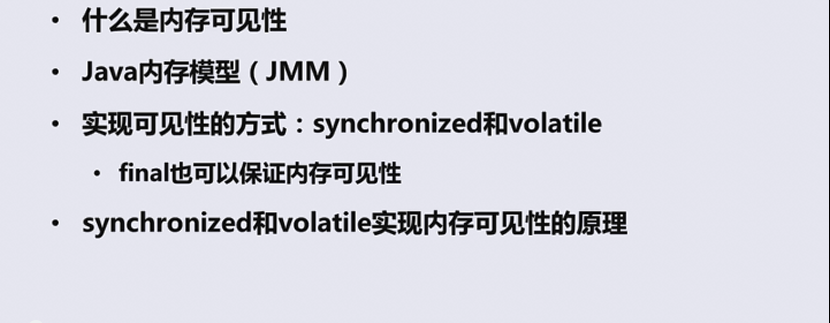 • 什么是内存可见性
• Java内存模型（JMM）
• 实现可见性的方式：synchronized和volatile
• final也可以保证内存可见性
• synchronized和volatile实现内存可见性的原理